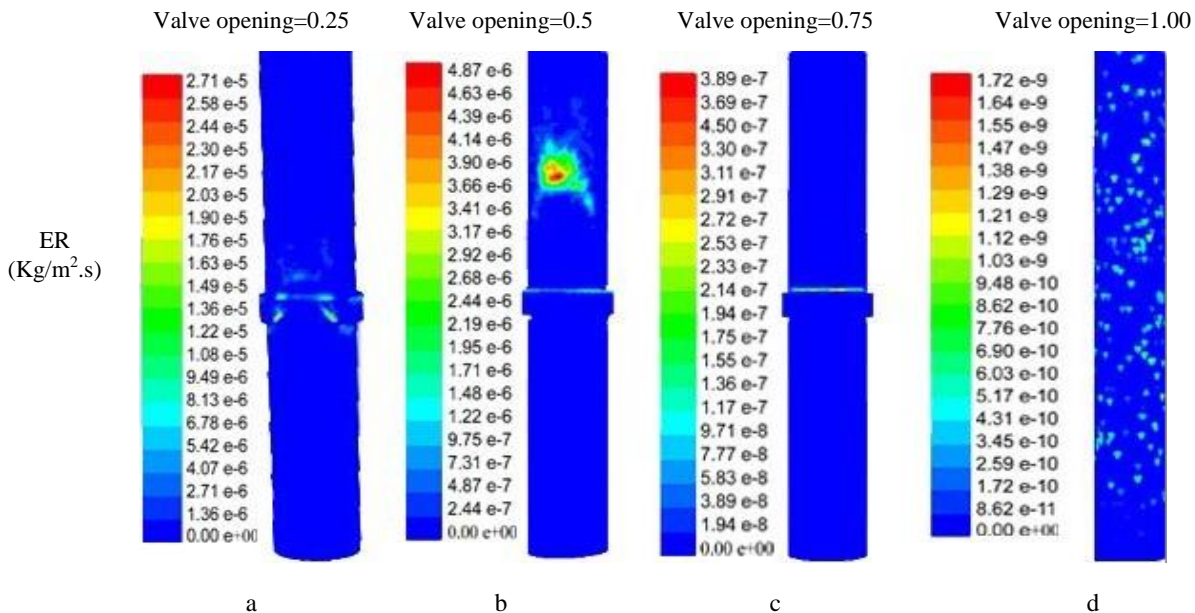 Valve opening=0.25
Valve opening=0.5
Valve opening=0.75
Valve opening=1.00
ER
(Kg/m².s)
2.71 e-5
2.58 e-5
2.44 e-5
2.30 e-5
2.17 e-5
2.03 e-5
1.90 e-5
1.76 e-5
1.63 e-5
1.49 e-5
1.36 e-5
1.22 e-5
1.08 e-5
9.49 e-6
8.13 e-6
6.78 e-6
5.42 e-6
4.07 e-6
2.71 e-6
1.36 e-6
0.00 e+00
4.87 e-6
4.63 e-6
4.39 e-6
4.14 e-6
3.90 e-6
3.66 e-6
3.41 e-6
3.17 e-6
2.92 e-6
2.68 e-6
2.44 e-6
2.19 e-6
1.95 e-6
1.71 e-6
1.48 e-6
1.22 e-6
9.75 e-7
7.31 e-7
4.87 e-7
2.44 e-7
0.00 e+00
3.89 e-7
3.69 e-7
4.50 e-7
3.30 e-7
3.11 e-7
2.91 e-7
2.72 e-7
2.53 e-7
2.33 e-7
2.14 e-7
1.94 e-7
1.75 e-7
1.55 e-7
1.36 e-7
1.17 e-7
9.71 e-8
7.77 e-8
5.83 e-8
3.89 e-8
1.94 e-8
0.00 e+00
1.72 e-9
1.64 e-9
1.55 e-9
1.47 e-9
1.38 e-9
1.29 e-9
1.21 e-9
1.12 e-9
1.03 e-9
9.48 e-10
8.62 e-10
7.76 e-10
6.90 e-10
6.03 e-10
5.17 e-10
4.31 e-10
3.45 e-10
2.59 e-10
1.72 e-10
8.62 e-11
0.00 e+00
a
b
c
d